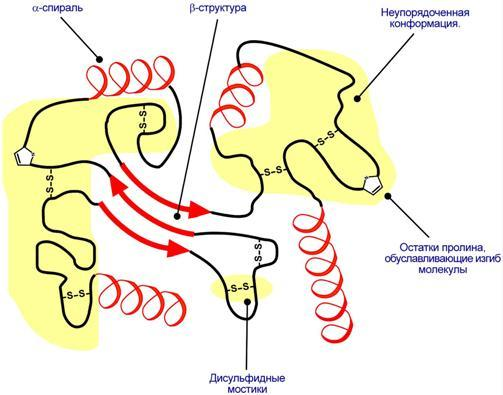 α-спираль
β-структура
Неупорядоченная
конформация.
S-S
S-S
S-S
S-S
S-S
S-S
S-S
Остатки пролина,
обуславливающие изгиб
молекулы
Дисульфидные
мостики